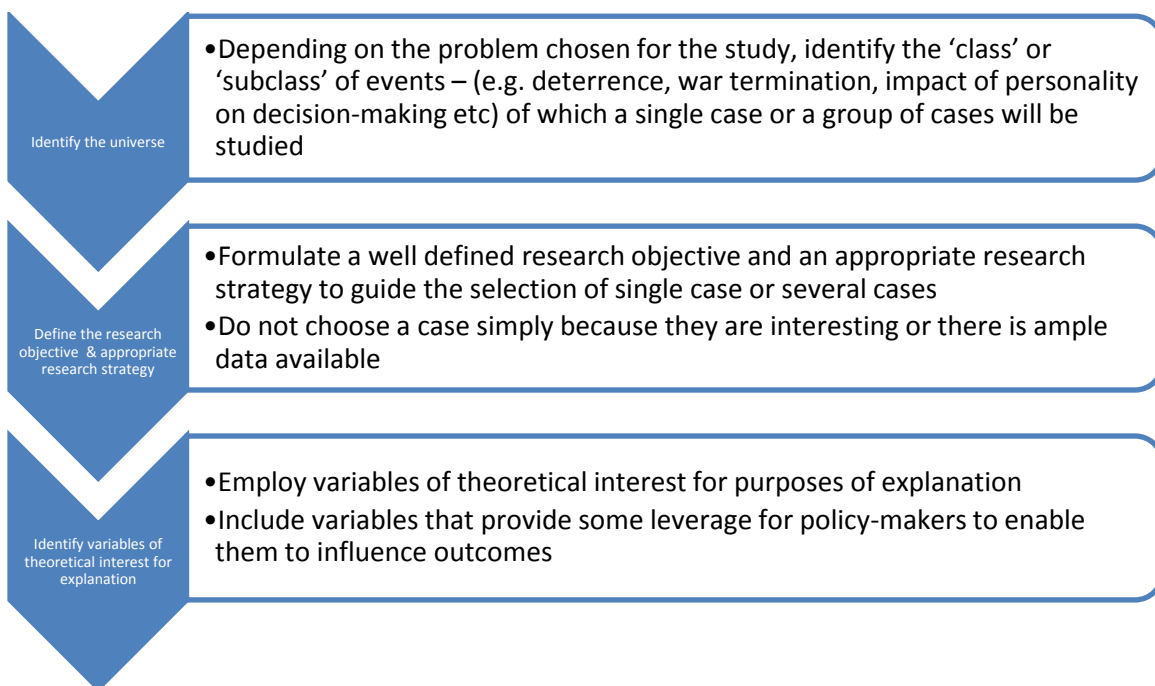 Identify the universe
•Depending on the problem chosen for the study, identify the ‘class’ or
‘subclass’ of events – (e.g. deterrence, war termination, impact of personality
on decision-making etc) of which a single case or a group of cases will be
studied
Define the research
objective & appropriate
research strategy
•Formulate a well defined research objective and an appropriate research
strategy to guide the selection of single case or several cases
•Do not choose a case simply because they are interesting or there is ample
data available
Identify variables of
theoretical interest for
explanation
•Employ variables of theoretical interest for purposes of explanation
•Include variables that provide some leverage for policy-makers to enable
them to influence outcomes